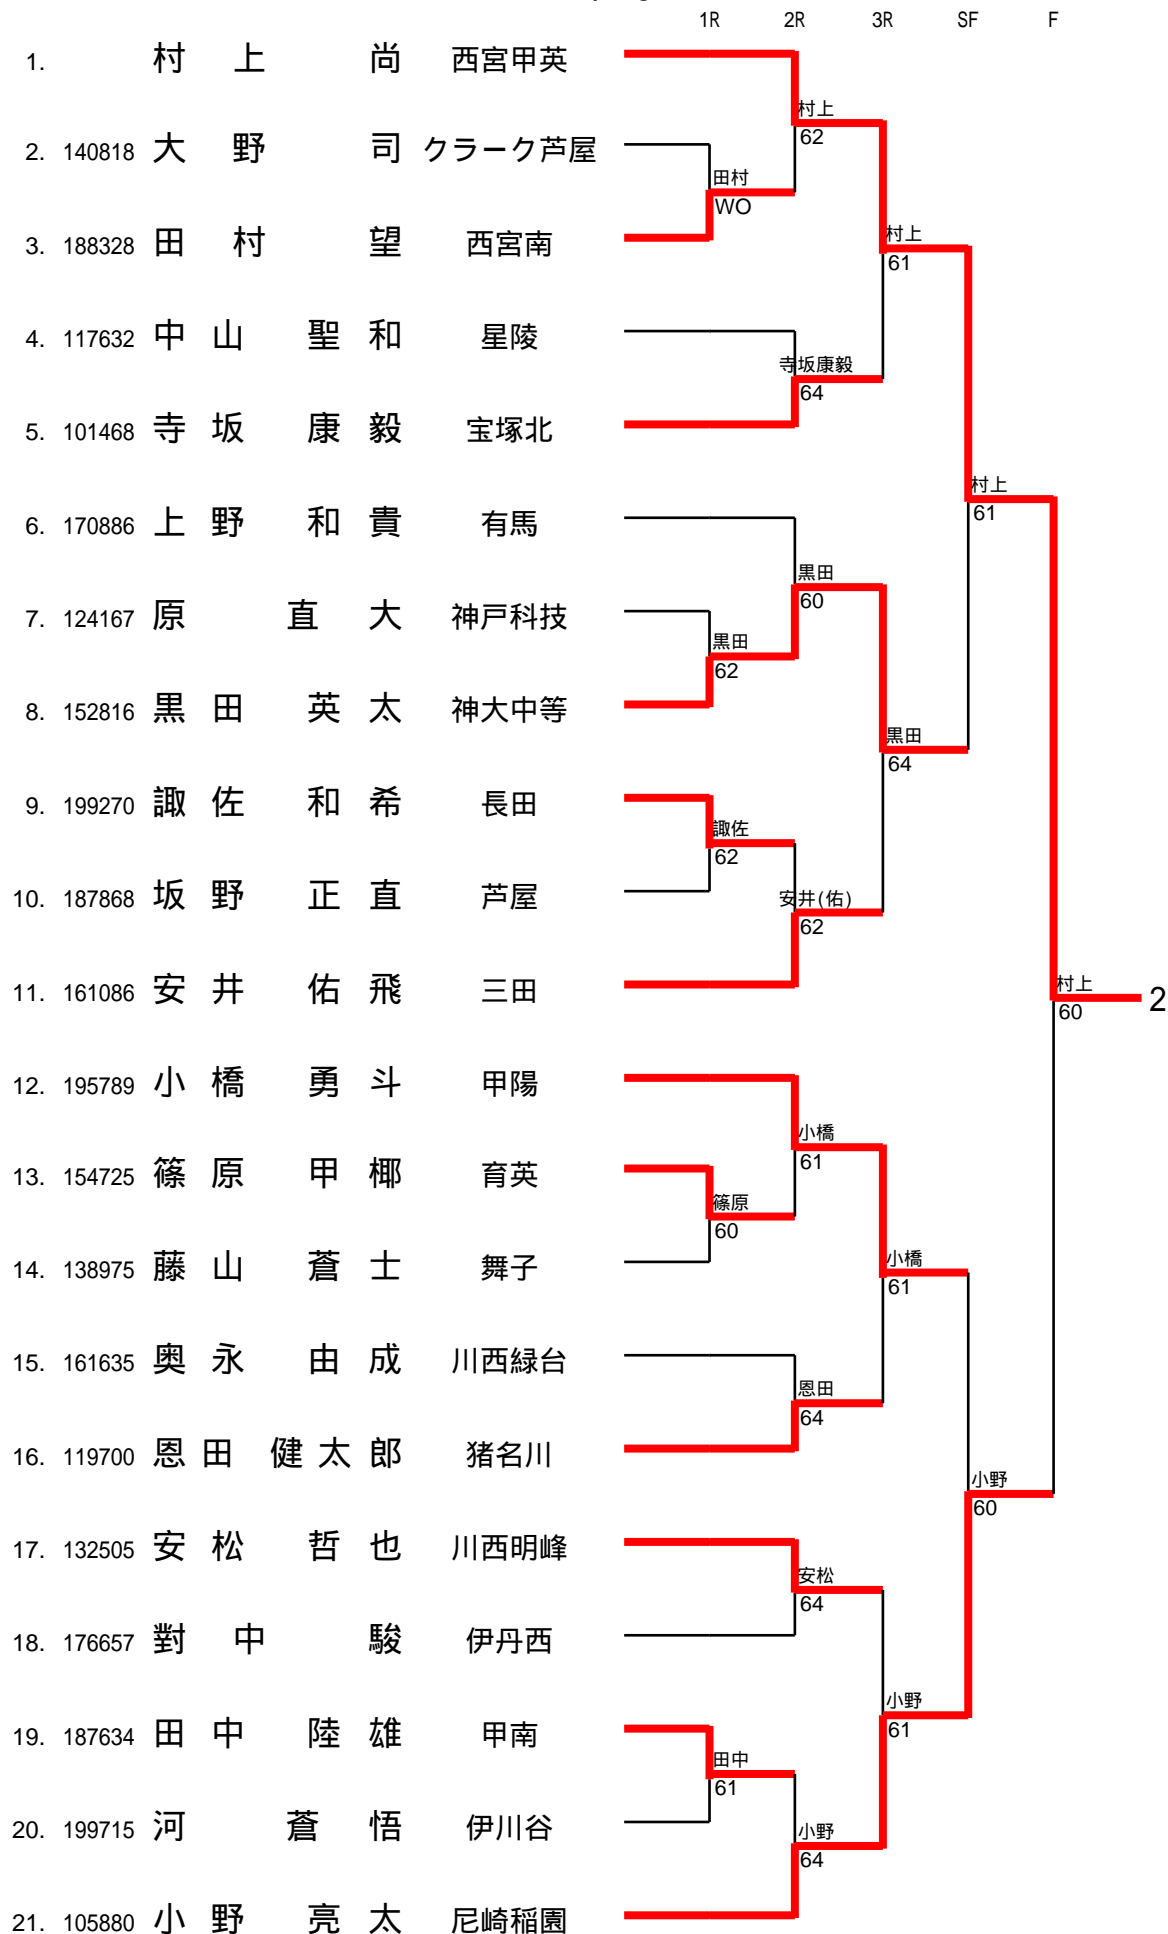 1R 2R 3R SF F
1. 村上 尚 西宮甲英
村上
62
2. 140818 大野 司 クラーク芦屋
田村
WO
3. 188328 田村 望 西宮南
村上
61
4. 117632 中山 聖和 星陵
寺坂康毅
64
5. 101468 寺坂 康毅 宝塚北
村上
61
6. 170886 上野 和貴 有馬
黒田
60
7. 124167 原 直大 神戸科技
黒田
62
8. 152816 黒田 英太 神大中等
黒田
64
9. 199270 諏佐 和希 長田
諏佐
62
10. 187868 坂野 正直 芦屋
安井(佑)
62
11. 161086 安井 佑飛 三田
村上
60
2
12. 195789 小橋 勇斗 甲陽
小橋
61
13. 154725 篠原 甲椰 育英
篠原
60
14. 138975 藤山 蒼士 舞子
小橋
61
15. 161635 奥永 由成 川西緑台
恩田
64
16. 119700 恩田 健太郎 猪名川
小野
60
17. 132505 安松 哲也 川西明峰
安松
64
18. 176657 對中 駿 伊丹西
小野
61
19. 187634 田中 陸雄 甲南
田中
61
20. 199715 河 蒼悟 伊川谷
小野
64
21. 105880 小野 亮太 尼崎稲園